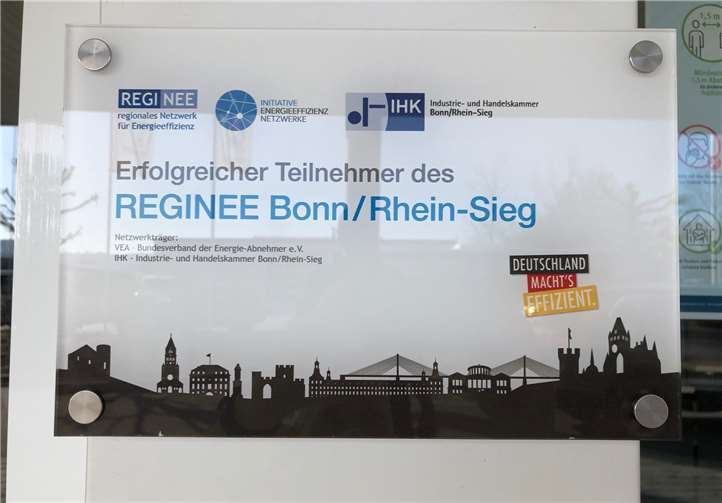 REGINEE
regionales Netzwerk
für Energieeffizienz
INITIATIVE
ENERGIEEFFIZIENZ
NETZWERKE
IHK
Industrie- und Handelskammer
Bonn/Rhein-Sieg
Erfolgreicher Teilnehmer des
REGINEE Bonn/Rhein-Sieg
Netzwerkträger:
VEA - Bundesverband der Energie-Abnehmer e.V.
IHK - Industrie- und Handelskammer Bonn/Rhein-Sieg
DEUTSCHLAND
MACHT'S
EFFIZIENT.
1,5 m